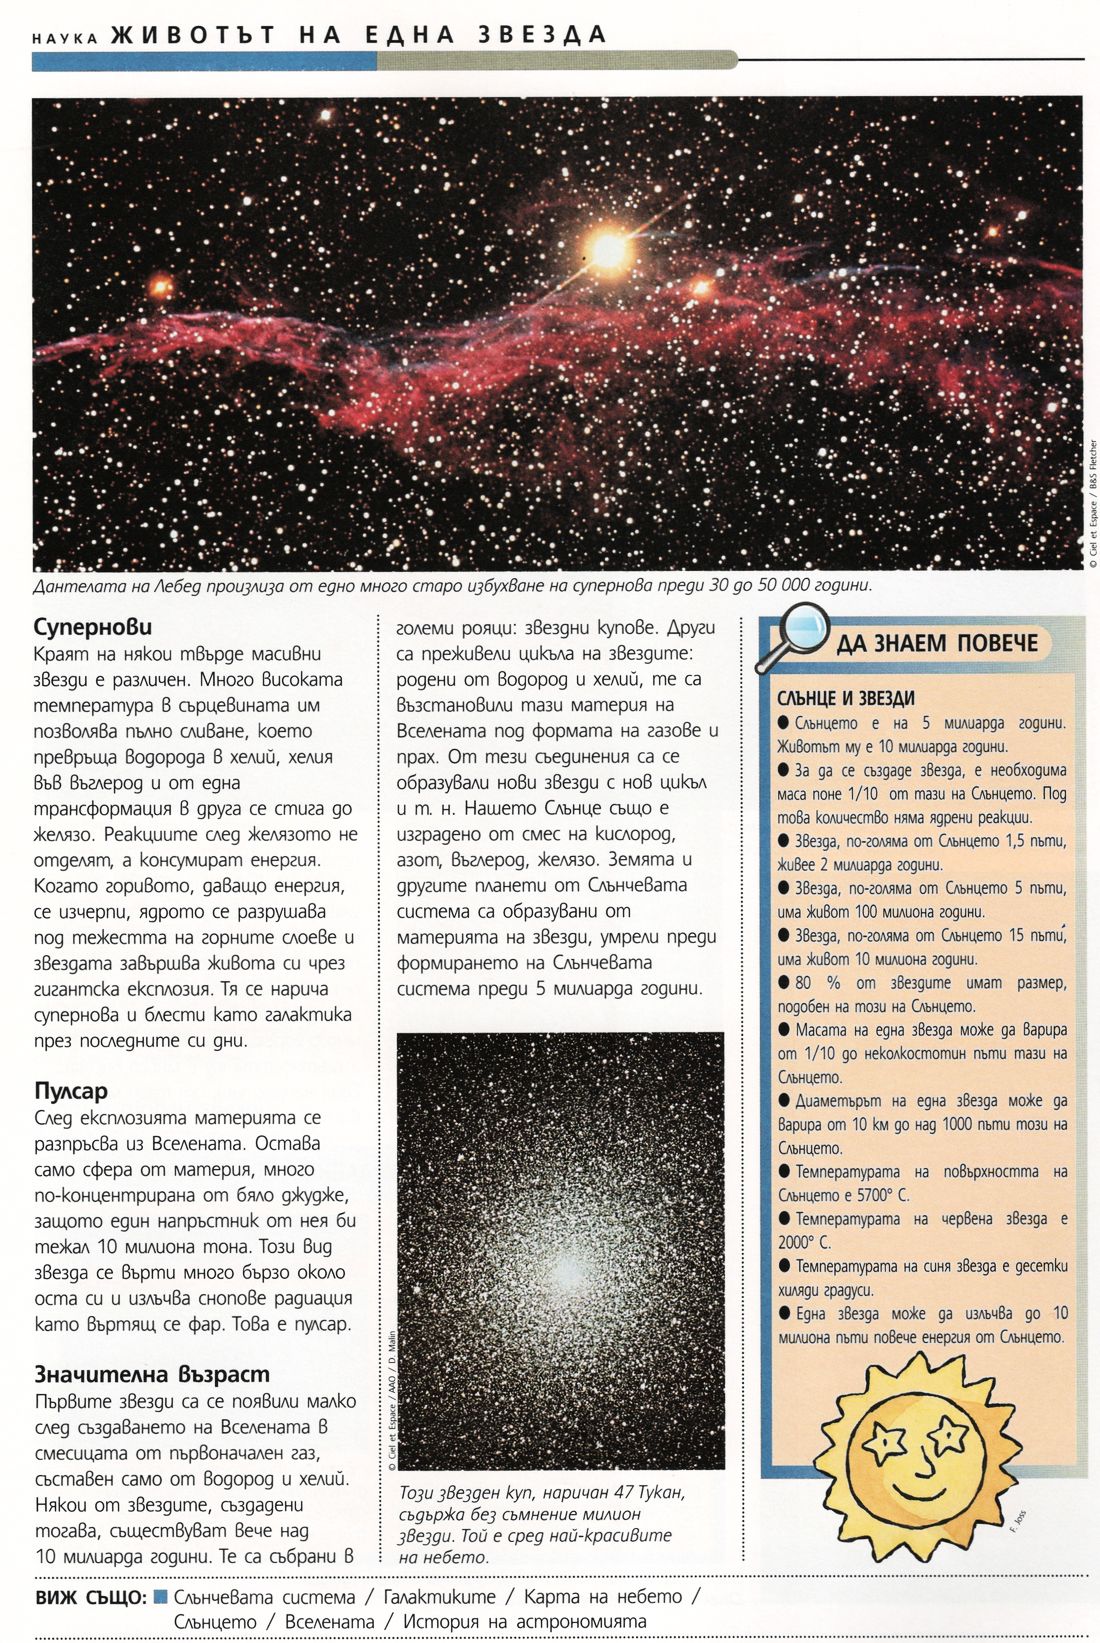 НАУКА ЖИВОТЪТ НА ЕДНА ЗВЕЗДА
© Ciel et Espace / B&S Fletcher
Дантелата на Лебед произлиза от едно много старо избухване на супернова преди 30 до 50 000 години.
Супернови
Краят на някои твърде масивни
звезди е различен. Много високата
температура в сърцевината им
позволява пълно сливане, което
превръща водорода в хелий, хелия
във въглерод и от една
трансформация в друга се стига до
желязо. Реакциите след желязото не
отделят, а консумират енергия.
Когато горивото, даващо енергия,
се изчерпи, ядрото се разрушава
под тежестта на горните слоеве и
звездата завършва живота си чрез
гигантска експлозия. Тя се нарича
супернова и блести като галактика
през последните си дни.
Пулсар
След експлозията материята се
разпръсва из Вселената. Остава
само сфера от материя, много
по-концентрирана от бяло джудже,
защото един напръстник от нея би
тежал 10 милиона тона. Този вид
звезда се върти много бързо около
оста си и излъчва снопове радиация
като въртящ се фар. Това е пулсар.
Значителна възраст
Първите звезди са се появили малко
след създаването на Вселената в
смесицата от първоначален газ,
съставен само от водород и хелий.
Някои от звездите, създадени
тогава, съществуват вече над
10 милиарда години. Те са събрани в
големи рояци: звездни купове. Други
са преживели цикъла на звездите:
родени от водород и хелий, те са
възстановили тази материя на
Вселената под формата на газове и
прах. От тези съединения са се
образували нови звезди с нов цикъл
и т. н. Нашето Слънце също е
изградено от смес на кислород,
азот, въглерод, желязо. Земята и
другите планети от Слънчевата
система са образувани от
материята на звезди, умрели преди
формирането на Слънчевата
система преди 5 милиарда години.
© Ciel et Espace / AAO / D. Malin
Този звезден куп, наричан 47 Тукан,
съдържа без съмнение милион
звезди. Той е сред най-красивите
на небето.
ДА ЗНАЕМ ПОВЕЧЕ
СЛЪНЦЕ И ЗВЕЗДИ
● Слънцето е на 5 милиарда години.
Животът му е 10 милиарда години.
● За да се създаде звезда, е необходима
маса поне 1/10 от тази на Слънцето. Под
това количество няма ядрени реакции.
● Звезда, по-голяма от Слънцето 1,5 пъти,
живее 2 милиарда години.
● Звезда, по-голяма от Слънцето 5 пъти,
има живот 100 милиона години.
● Звезда, по-голяма от Слънцето 15 пъти,
има живот 10 милиона години.
● 80 % от звездите имат размер,
подобен на този на Слънцето.
● Масата на една звезда може да варира
от 1/10 до неколкостотин пъти тази на
Слънцето.
● Диаметърът на една звезда може да
варира от 10 км до над 1000 пъти този на
Слънцето.
● Температурата на повърхността на
Слънцето е 5700° С.
● Температурата на червена звезда е
2000° С.
● Температурата на синя звезда е десетки
хиляди градуси.
● Една звезда може да излъчва до 10
милиона пъти повече енергия от Слънцето.
F. Joss
ВИЖ СЪЩО: ■ Слънчевата система / Галактиките / Карта на небето /
Слънцето / Вселената / История на астрономията